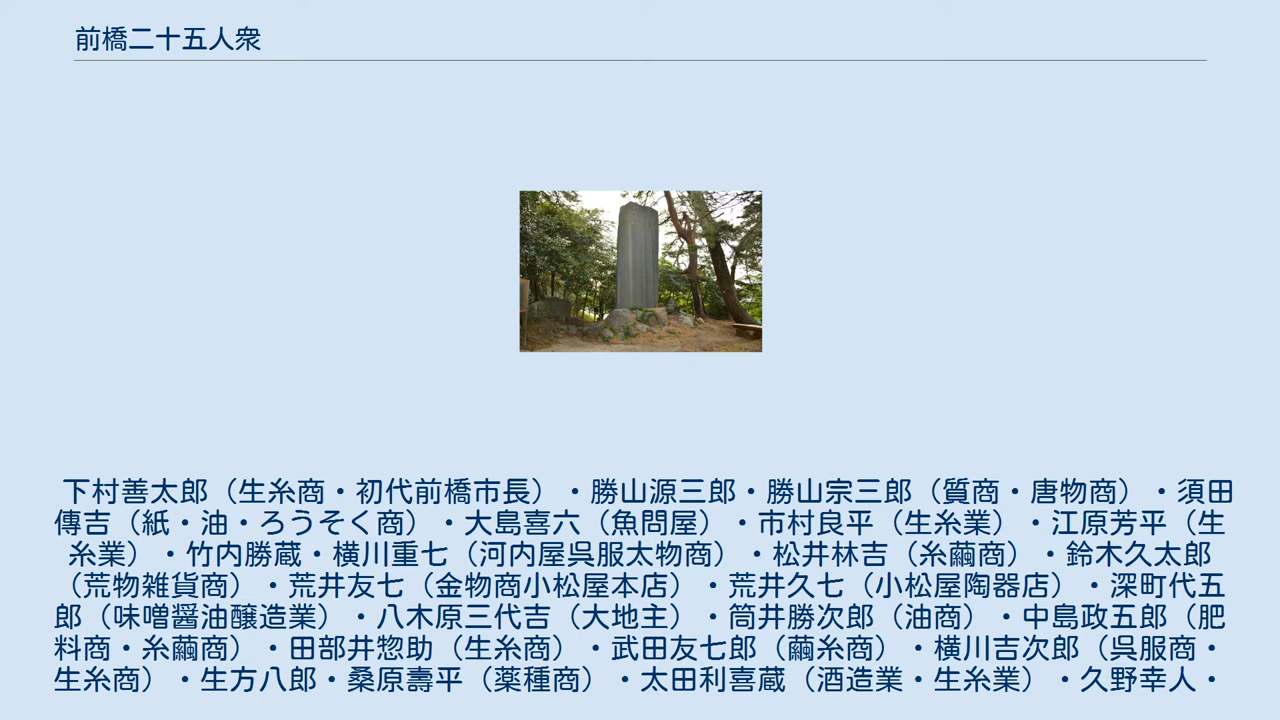 前橋二十五人衆
下村善太郎（生糸商・初代前橋市長）・勝山源三郎・勝山宗三郎（質商・唐物商）・須田
傳吉（紙・油・ろうそく商）・大島喜六（魚問屋）・市村良平（生糸業）・江原芳平（生
糸業）・竹内勝蔵・横川重七（河内屋呉服太物商）・松井林吉（糸繭商）・鈴木久太郎
（荒物雑貨商）・荒井友七（金物商小松屋本店）・荒井久七（小松屋陶器店）・深町代五
郎（味噌醤油醸造業）・八木原三代吉（大地主）・筒井勝次郎（油商）・中島政五郎（肥
料商・糸繭商）・田部井惣助（生糸商）・武田友七郎（繭糸商）・横川吉次郎（呉服商・
生糸商）・生方八郎・桑原壽平（薬種商）・太田利喜蔵（酒造業・生糸業）・久野幸人・